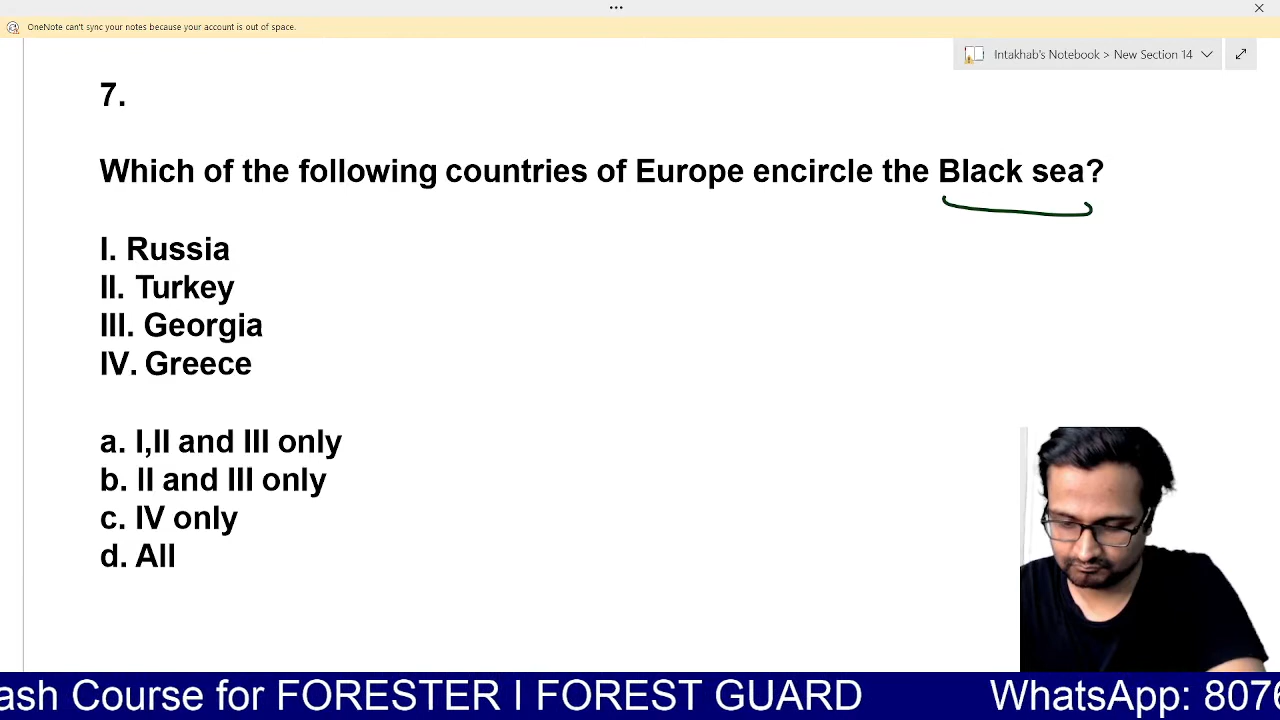 OneNote can't sync your notes because your account is out of space.
Intakhab's Notebook > New Section 14
7.
Which of the following countries of Europe encircle the Black sea?
I. Russia
II. Turkey
III. Georgia
IV. Greece
a. I,II and III only
b. II and III only
c. IV only
d. All
ash Course for FORESTER I FOREST GUARD WhatsApp: 8076